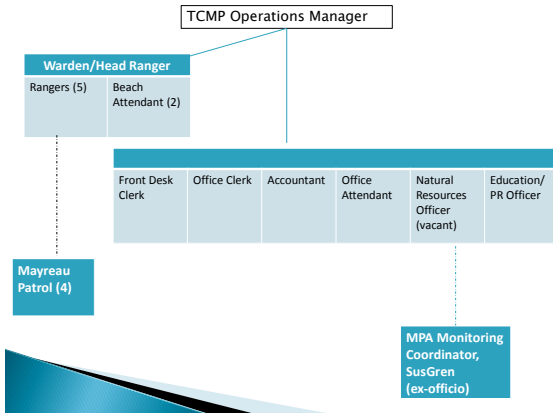 TCMP Operations Manager
Warden/Head Ranger
Rangers (5)
Beach
Attendant (2)
Front Desk
Clerk
Office Clerk
Accountant
Office
Attendant
Natural
Resources
Officer
(vacant)
Education/
PR Officer
Mayreau
Patrol (4)
MPA Monitoring
Coordinator,
SusGren
(ex-officio)